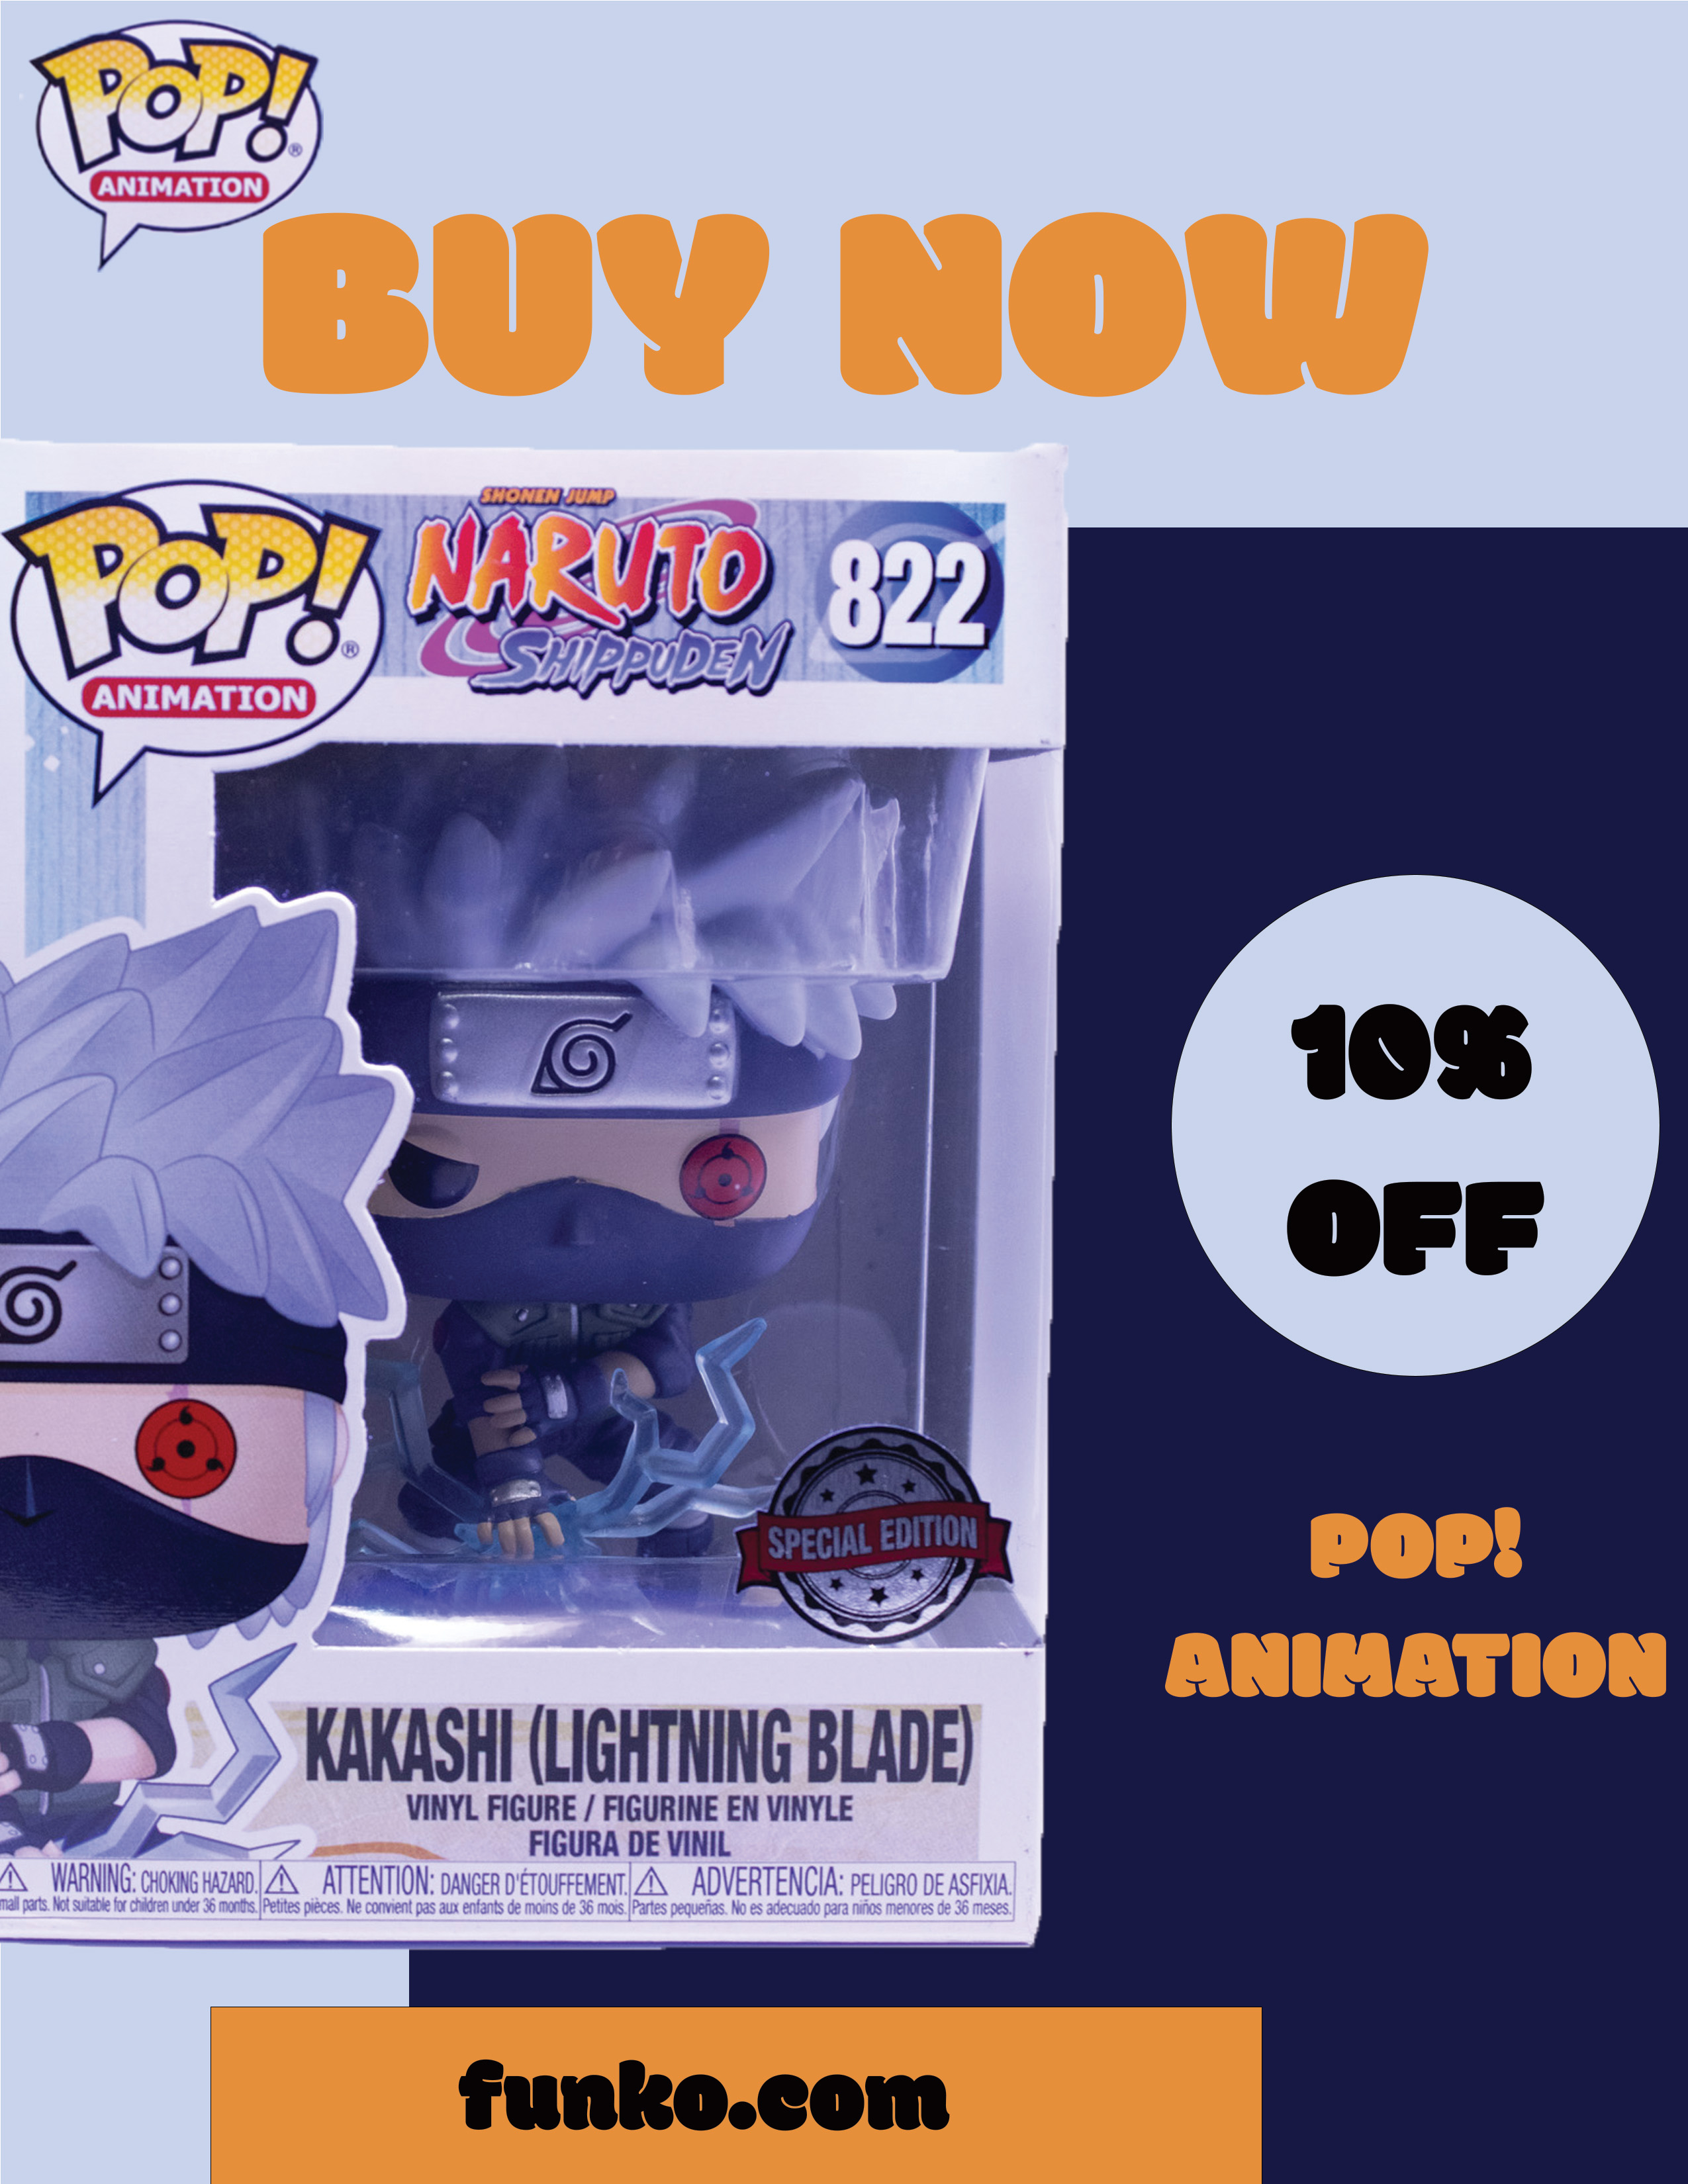 POP!®
ANIMATION
BUY NOW
POP!®
ANIMATION
SHONEN JUMP
NARUTO
SHIPPUDEN
822
10%
OFF
SPECIAL EDITION
POP!
ANIMATION
KAKASHI (LIGHTNING BLADE)
VINYL FIGURE / FIGURINE EN VINYLE
FIGURA DE VINIL
WARNING: CHOKING HAZARD.
mall parts. Not suitable for children under 36 months.
ATTENTION: DANGER D'ÉTOUFFEMENT.
Petites pièces. Ne convient pas aux enfants de moins de 36 mois.
ADVERTENCIA: PELIGRO DE ASFIXIA.
Partes pequeñas. No es adecuado para niños menores de 36 meses.
funko.com